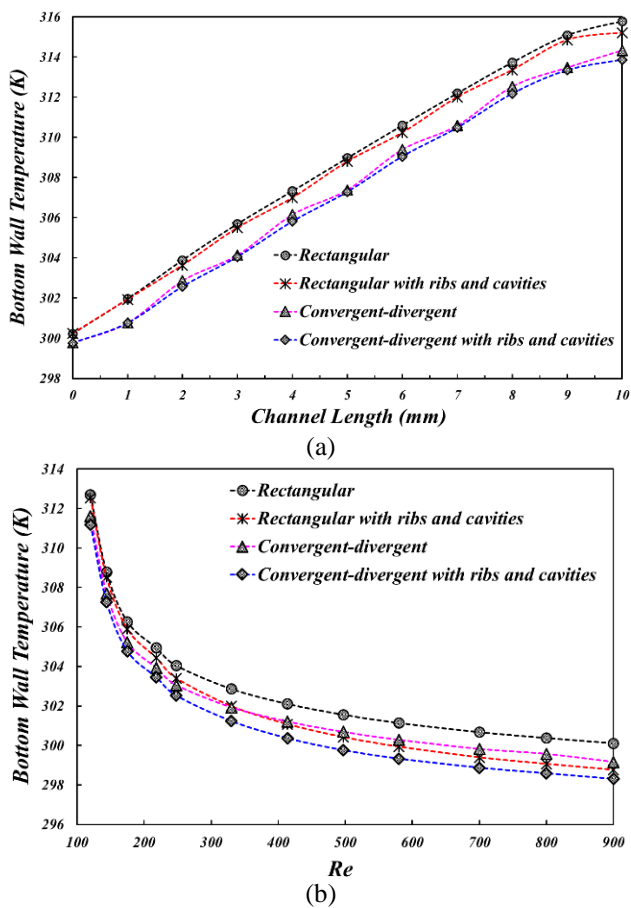 316
314
312
310
308
306
304
302
300
298
Bottom Wall Temperature (K)
Rectangular
Rectangular with ribs and cavities
Convergent-divergent
Convergent-divergent with ribs and cavities
0 1 2 3 4 5 6 7 8 9 10
Channel Length (mm)
(a)
314
312
310
308
306
304
302
300
298
296
Bottom Wall Temperature (K)
Rectangular
Rectangular with ribs and cavities
Convergent-divergent
Convergent-divergent with ribs and cavities
100 200 300 400 500 600 700 800 900
Re
(b)